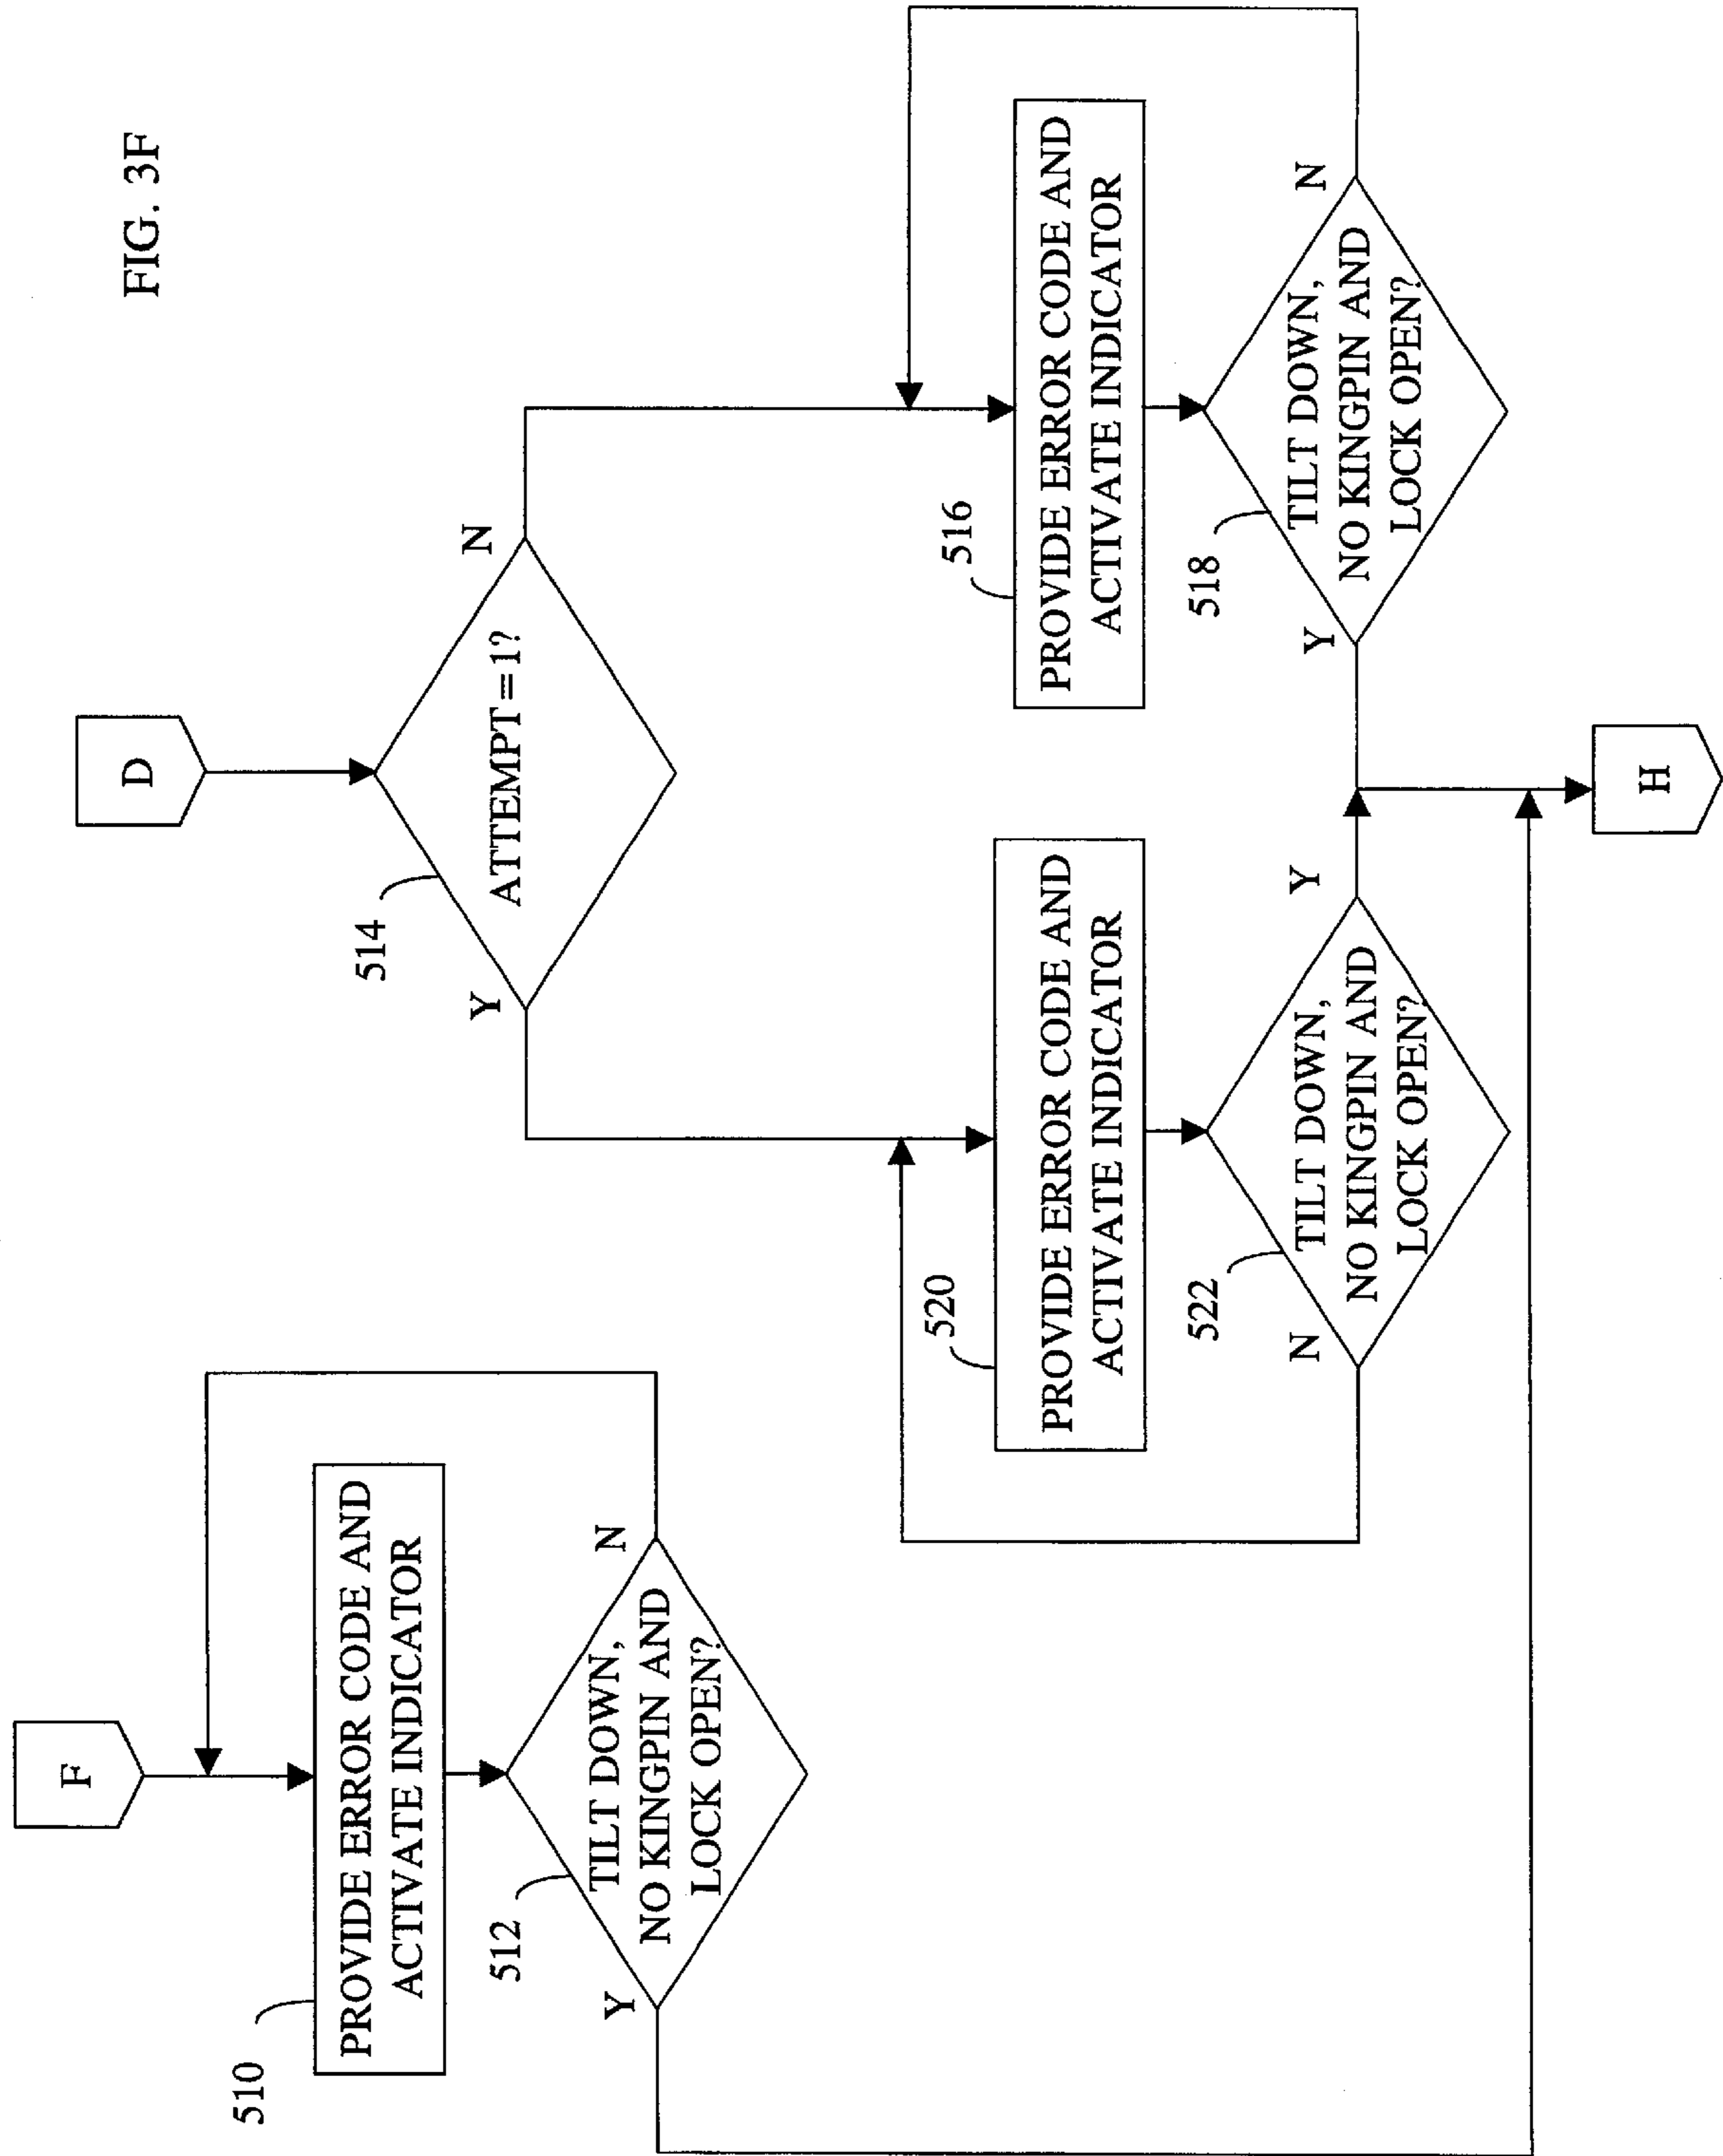 FIG. 3F
F
510
PROVIDE ERROR CODE AND
ACTIVATE INDICATOR
512
TILT DOWN,
NO KINGPIN AND
LOCK OPEN?
Y
N
D
514
ATTEMPT = 1?
Y
N
520
PROVIDE ERROR CODE AND
ACTIVATE INDICATOR
522
TILT DOWN,
NO KINGPIN AND
LOCK OPEN?
N
Y
516
PROVIDE ERROR CODE AND
ACTIVATE INDICATOR
518
TILT DOWN,
NO KINGPIN AND
LOCK OPEN?
Y
N
H